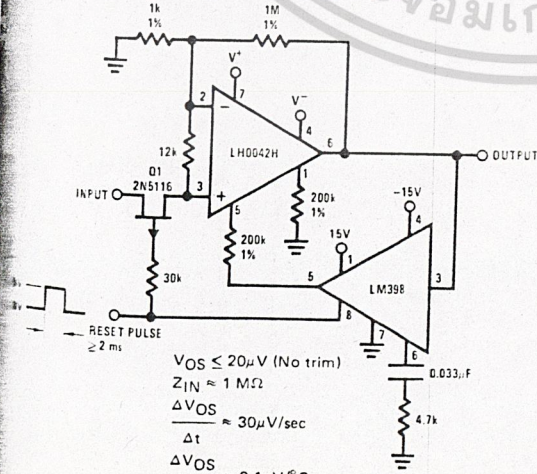 1k
1%
1M
1%
V+
V−
2
−
7
4
6
OUTPUT
12k
LH0042H
Q1
2N5116
INPUT
3
+
1
5
200k
1%
200k
1%
−15V
4
15V
1
30k
5
LM398
3
8
7
6
RESET PULSE
≥2 ms
0.033µF
4.7k
VOS ≤ 20µV (No trim)
ZIN ≈ 1 MΩ
ΔVOS
Δt
≈ 30µV/sec
ΔVOS